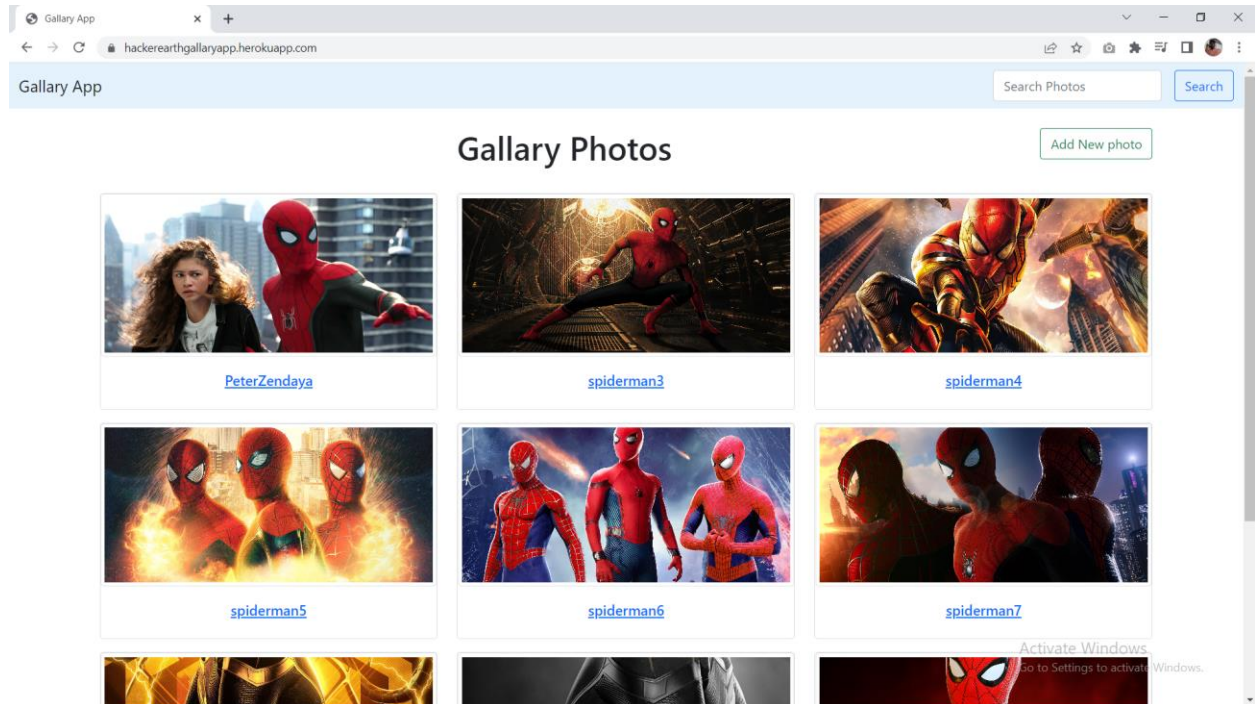 Gallary App
hackerearthgallaryapp.herokuapp.com
Gallary App
Search Photos
Search
Gallary Photos
Add New photo
PeterZendaya
spiderman3
spiderman4
spiderman5
spiderman6
spiderman7
Activate Windows
Go to Settings to activate Windows.